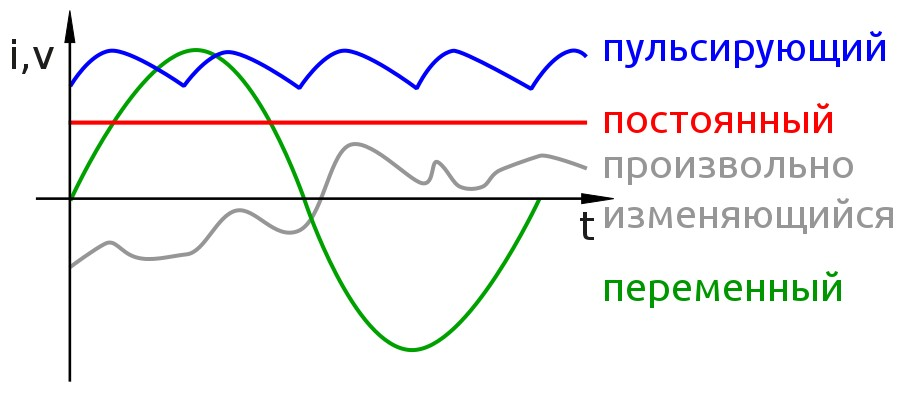 i,v
пульсирующий
постоянный
произвольно
изменяющийся
t
переменный